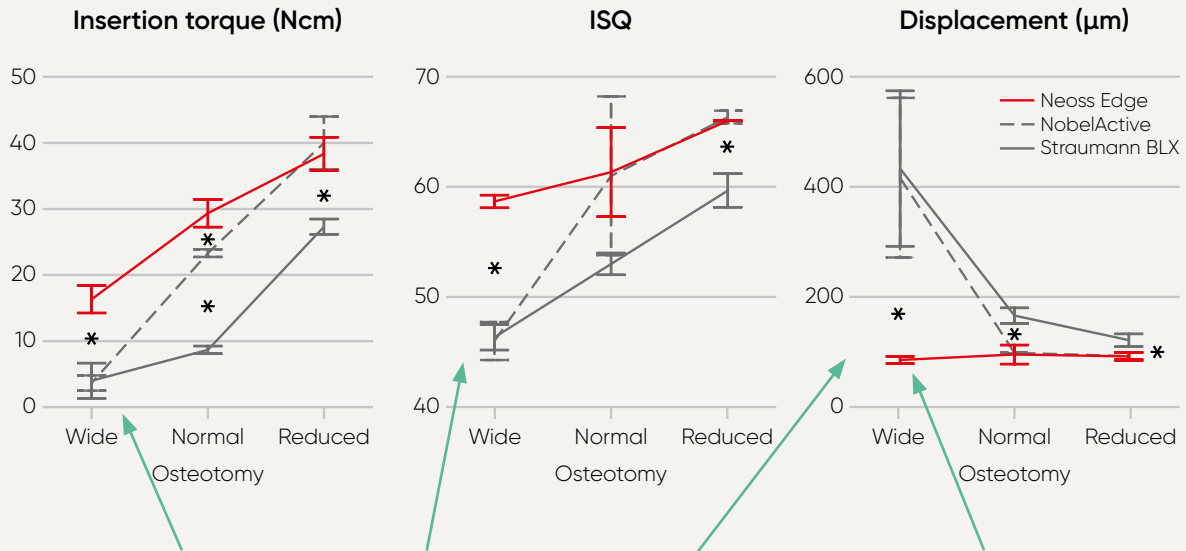 Insertion torque (Ncm)
50
40
30
20
10
0
Wide Normal Reduced
Osteotomy
*
*
*
*
ISQ
70
60
50
40
Wide Normal Reduced
Osteotomy
*
*
Displacement (µm)
600
400
200
0
Neoss Edge
NobelActive
Straumann BLX
Wide Normal Reduced
Osteotomy
*
*
*